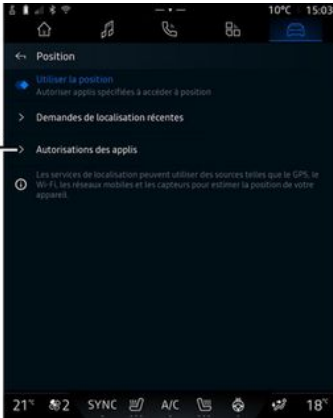 10°C 15:03
Position
Utiliser la position
Autoriser applis spécifiées à accéder à position
Demandes de localisation récentes
Autorisations des applis
Les services de localisation peuvent utiliser des sources telles que le GPS, le
Wi-Fi, les réseaux mobiles et les capteurs pour estimer la position de votre
appareil.
21°C 2 SYNC A/C 18°